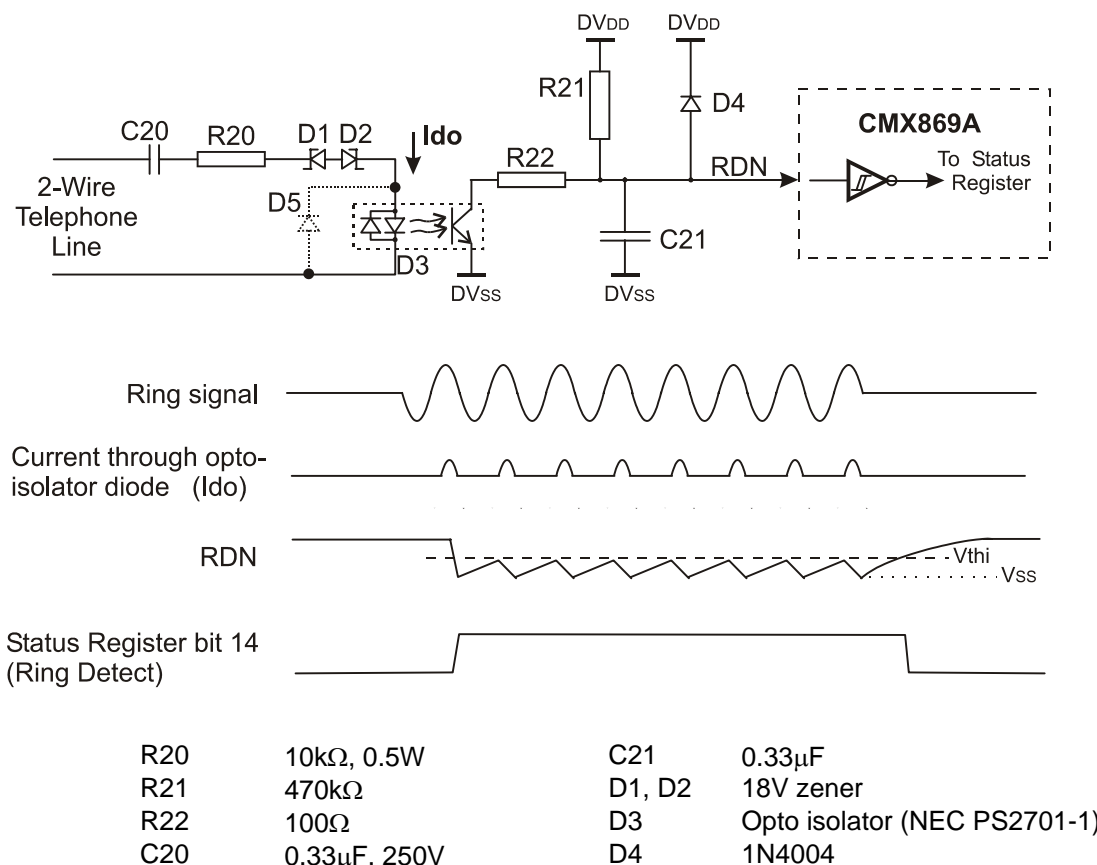 DVDD DVDD
R21
D4
CMX869A
C20 R20 D1 D2 Ido
R22
RDN
To Status
Register
2-Wire
Telephone
Line
D5
C21
D3
DVss DVss
Ring signal
Current through opto-
isolator diode (Ido)
RDN
Vthi
Vss
Status Register bit 14
(Ring Detect)
R20 10kΩ, 0.5W C21 0.33μF
R21 470kΩ D1, D2 18V zener
R22 100Ω D3 Opto isolator (NEC PS2701-1)
C20 0.33μF, 250V D4 1N4004